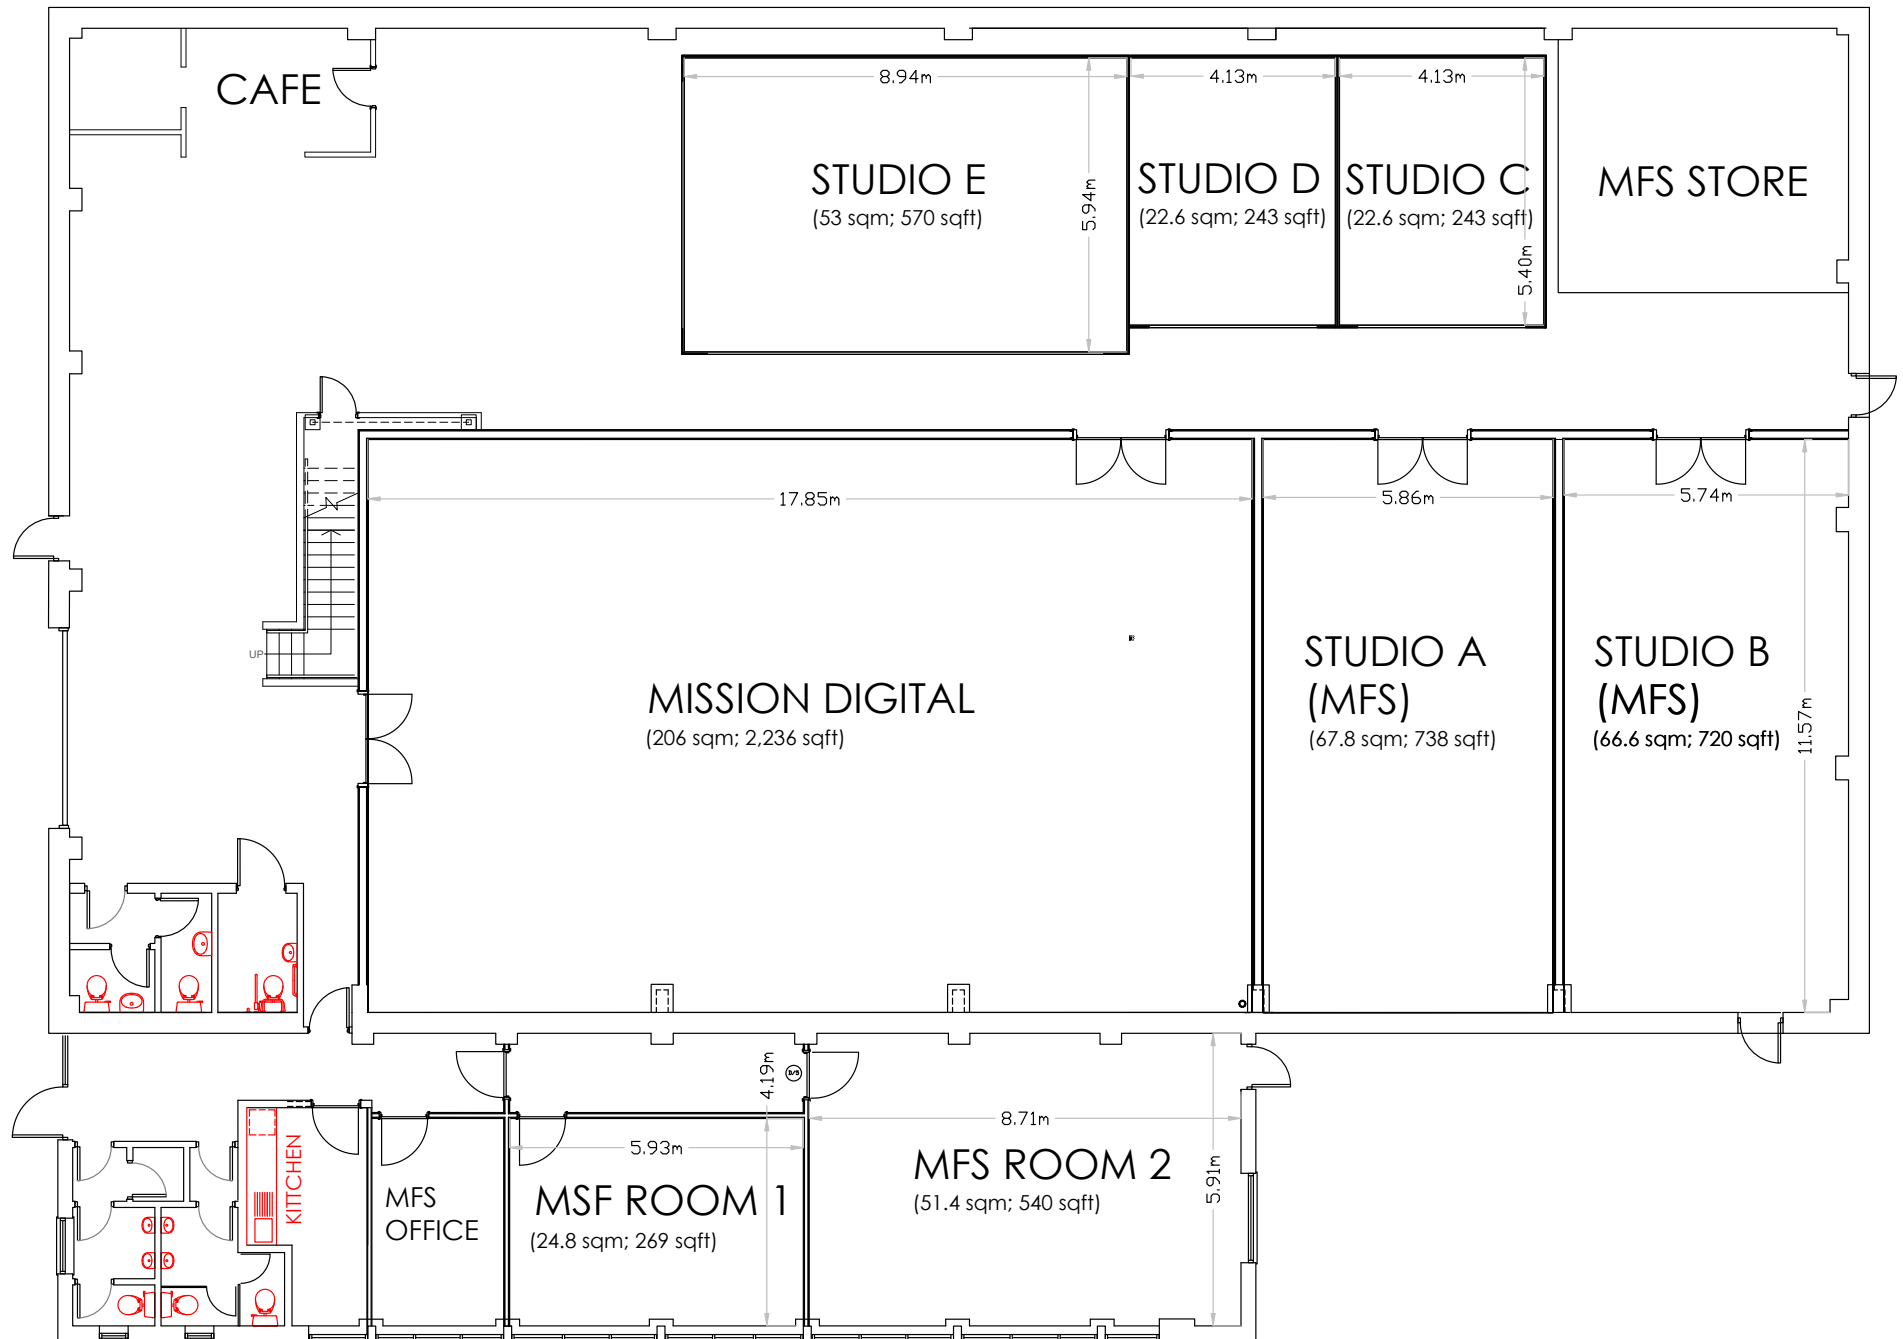 CAFE
8.94m
4.13m
4.13m
STUDIO E
(53 sqm; 570 sqft)
5.94m
STUDIO D
(22.6 sqm; 243 sqft)
STUDIO C
(22.6 sqm; 243 sqft)
5.40m
MFS STORE
17.85m
5.86m
5.74m
UP
MISSION DIGITAL
(206 sqm; 2,236 sqft)
STUDIO A
(MFS)
(67.8 sqm; 738 sqft)
STUDIO B
(MFS)
(66.6 sqm; 720 sqft)
11.57m
4.19m
8.71m
5.93m
KITTCHEN
MFS
OFFICE
MSF ROOM 1
(24.8 sqm; 269 sqft)
MFS ROOM 2
(51.4 sqm; 540 sqft)
5.91m